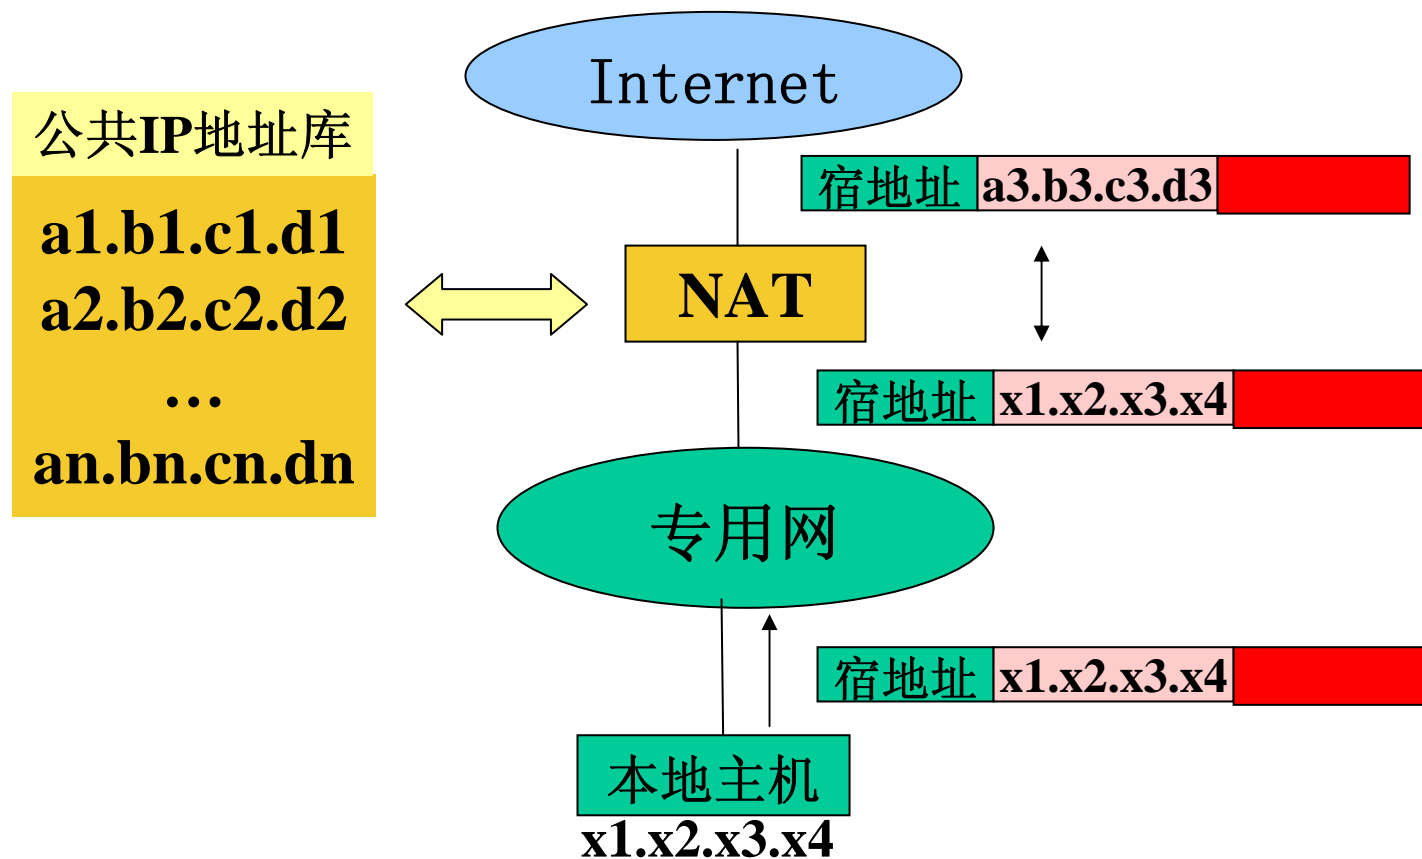 Internet
公共IP地址库
a1.b1.c1.d1
a2.b2.c2.d2
…
an.bn.cn.dn
宿地址 a3.b3.c3.d3
NAT
宿地址 x1.x2.x3.x4
专用网
宿地址 x1.x2.x3.x4
本地主机
x1.x2.x3.x4